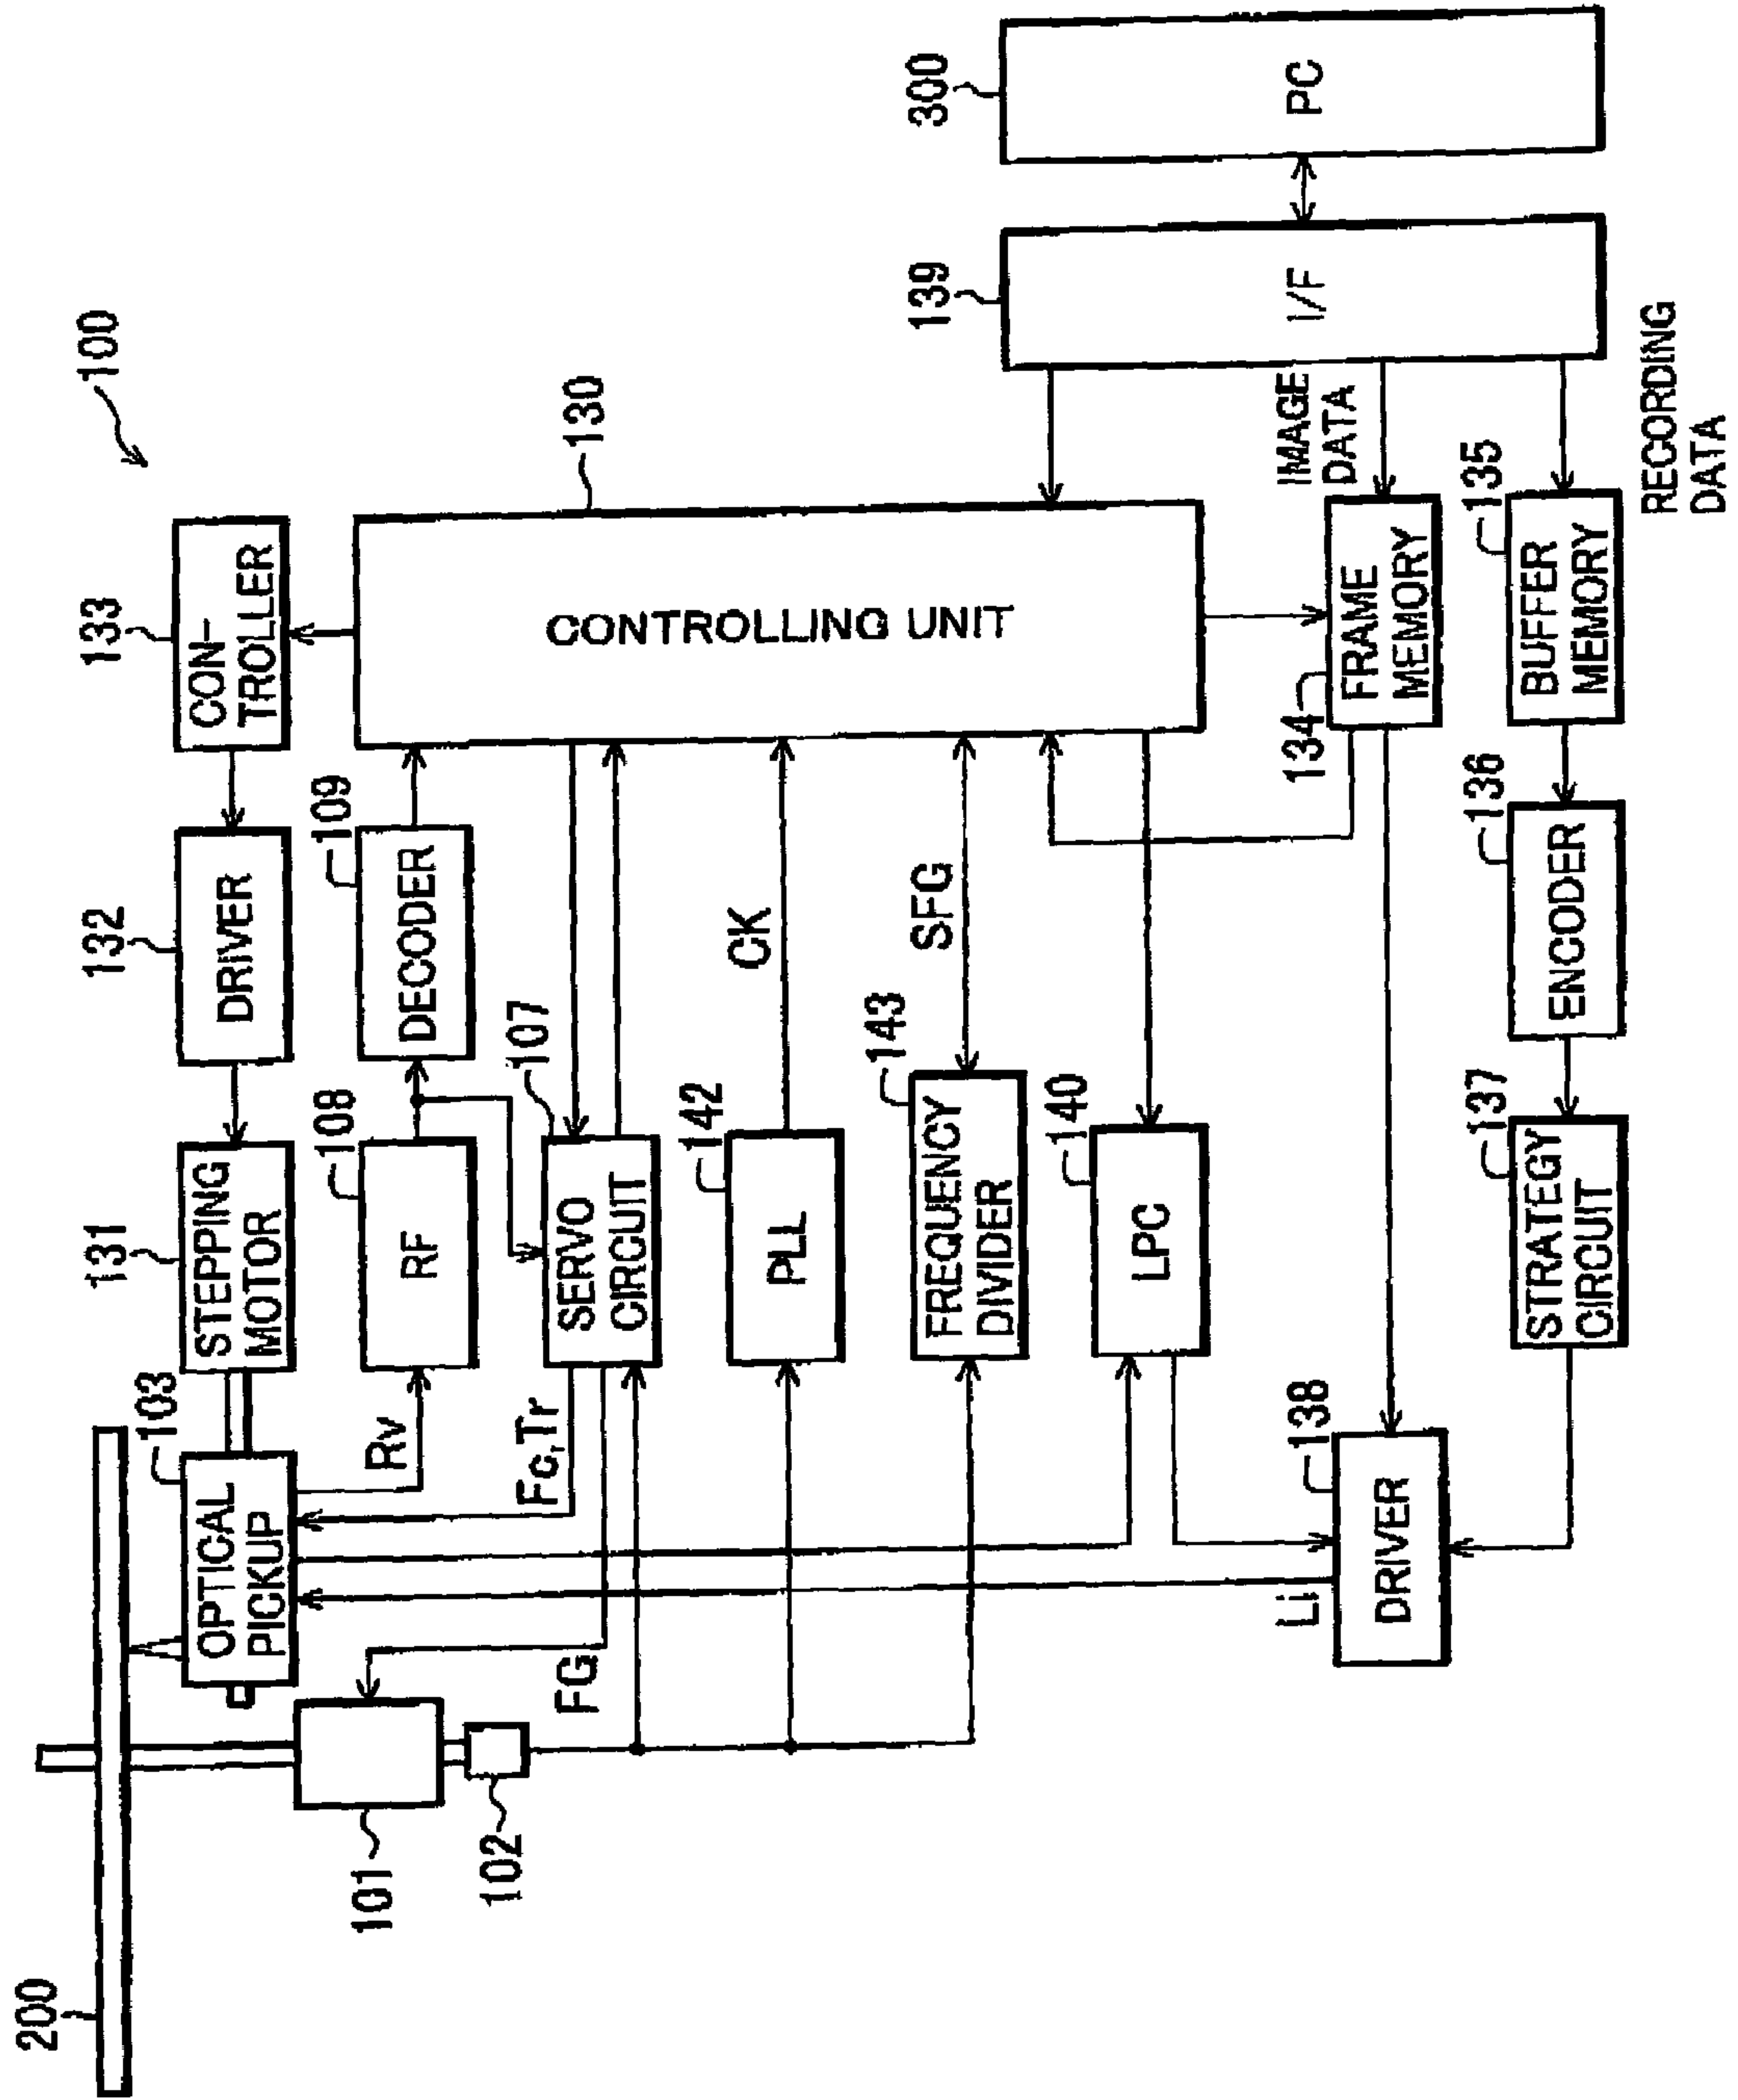 100
200
103
OPTICAL
PICKUP
131
STEPPING
MOTOR
132
DRIVER
133
CON-
TROLLER
101
102
Rv
108
RF
109
DECODER
130
CONTROLLING UNIT
Fc,Tr
107
SERVO
CIRCUIT
FG
142
PLL
CK
143
FREQUENCY
DIVIDER
SFG
140
LPC
139
I/F
300
PC
Li
138
DRIVER
134
FRAME
MEMORY
IMAGE
DATA
137
STRATEGY
CIRCUIT
136
ENCODER
135
BUFFER
MEMORY
RECORDING
DATA